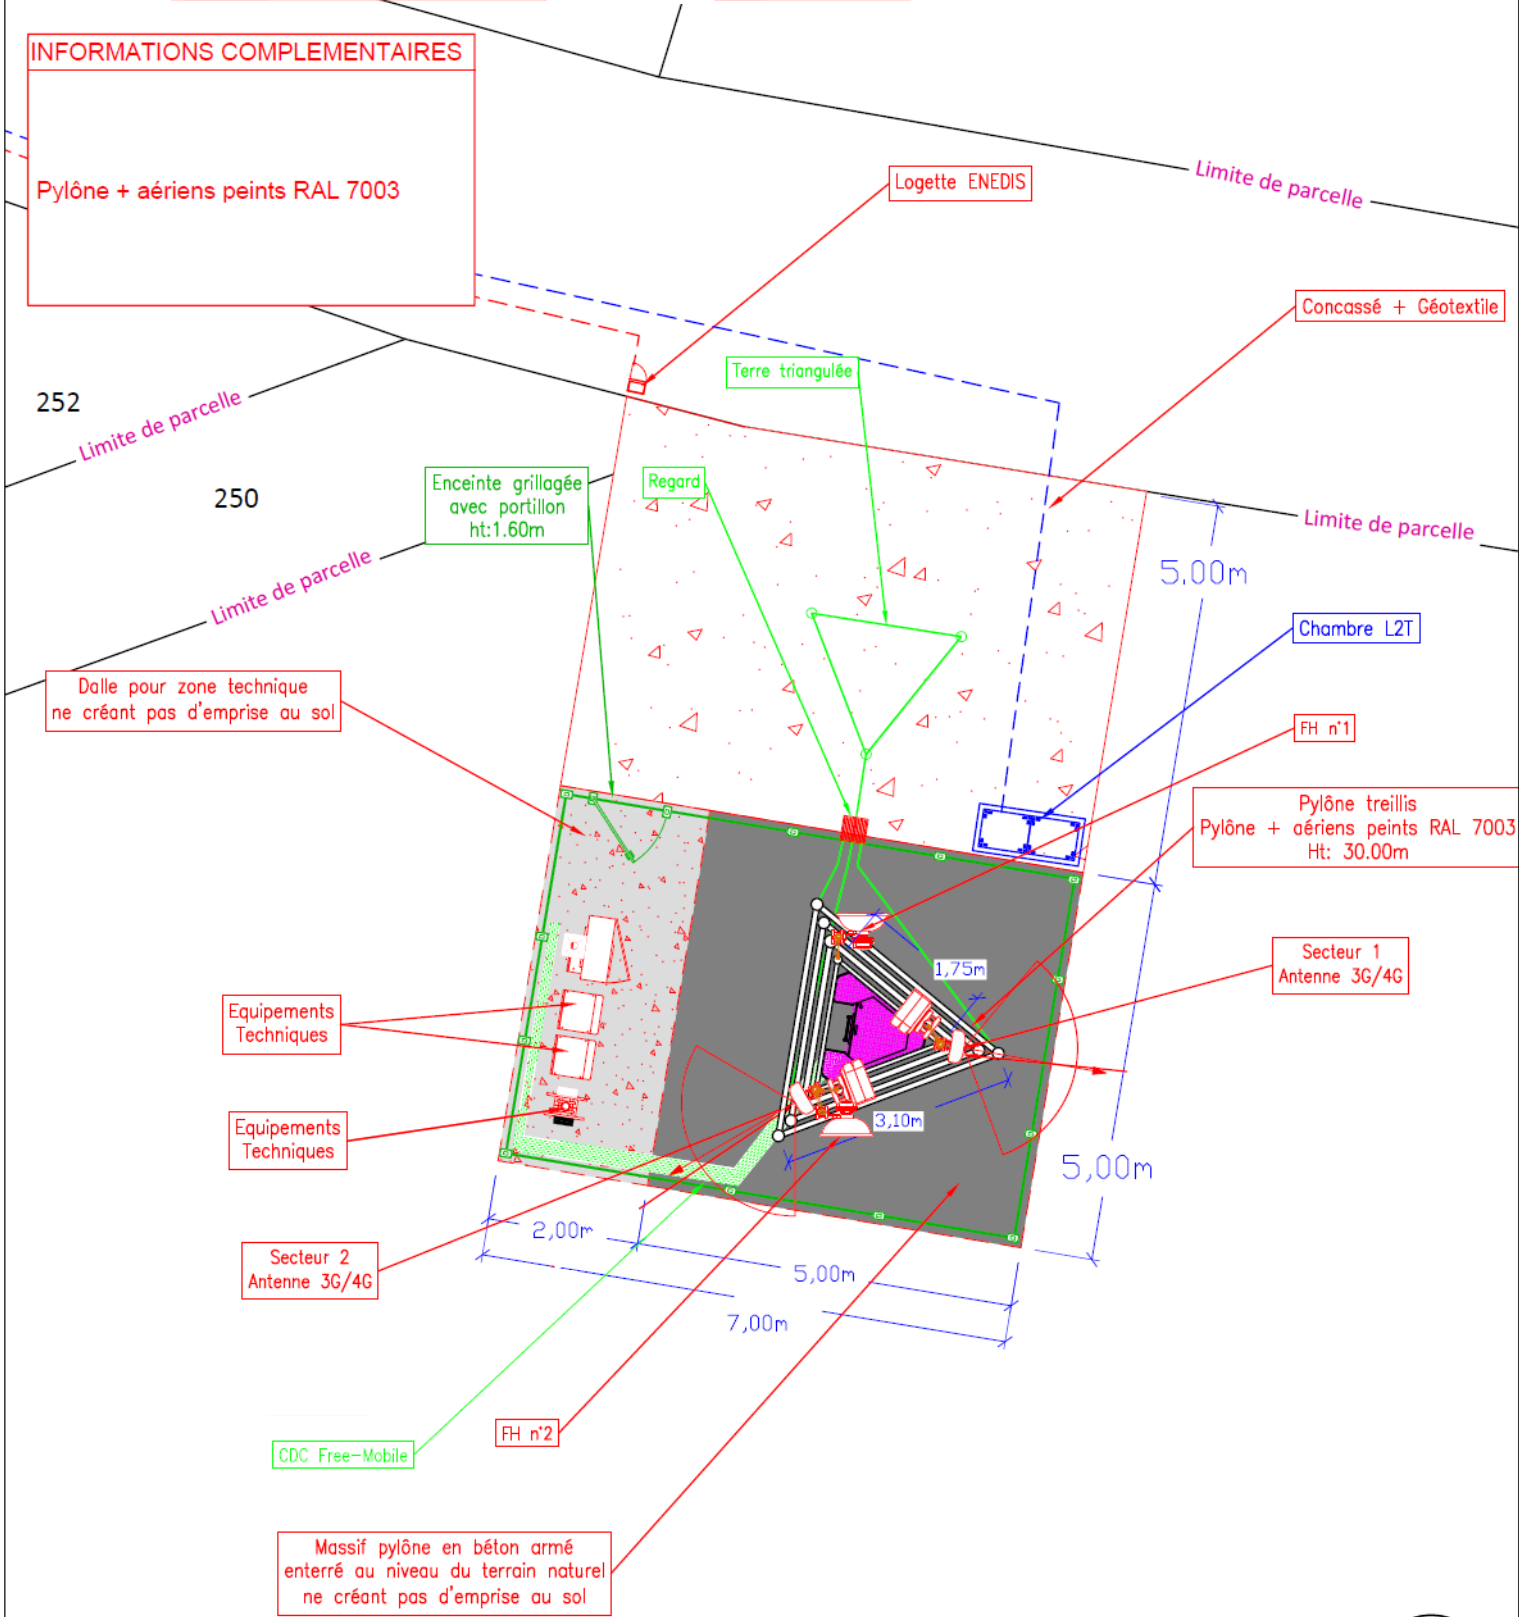 INFORMATIONS COMPLEMENTAIRES
Pylône + aériens peints RAL 7003
Limite de parcelle
Logette ENEDIS
Concassé + Géotextile
Terre triangulée
252
Limite de parcelle
250
Enceinte grillagée
avec portillon
ht:1.60m
Regard
Limite de parcelle
5.00m
Limite de parcelle
Chambre L2T
Dalle pour zone technique
ne créant pas d'emprise au sol
FH n°1
Pylône treillis
Pylône + aériens peints RAL 7003
Ht: 30.00m
1,75m
Secteur 1
Antenne 3G/4G
Equipements
Techniques
3,10m
Equipements
Techniques
5,00m
2,00m
Secteur 2
Antenne 3G/4G
5,00m
7,00m
FH n°2
CDC Free-Mobile
Massif pylône en béton armé
enterré au niveau du terrain naturel
ne créant pas d'emprise au sol